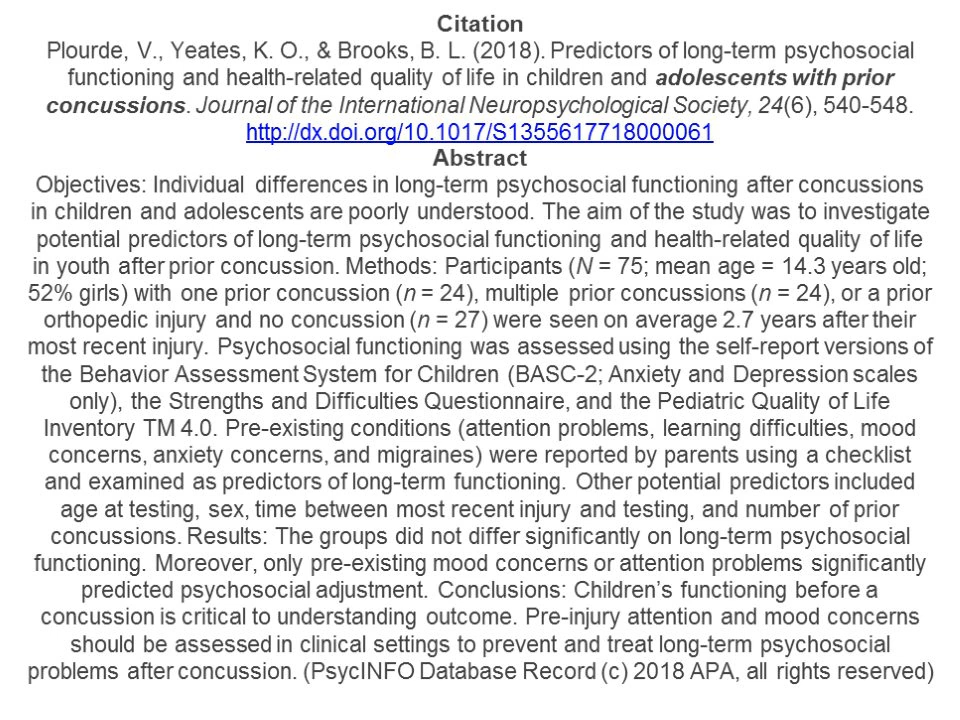 Citation
Plourde, V., Yeates, K. O., & Brooks, B. L. (2018). Predictors of long-term psychosocial
functioning and health-related quality of life in children and adolescents with prior
concussions. Journal of the International Neuropsychological Society, 24(6), 540-548.
http://dx.doi.org/10.1017/S1355617718000061
Abstract
Objectives: Individual differences in long-term psychosocial functioning after concussions
in children and adolescents are poorly understood. The aim of the study was to investigate
potential predictors of long-term psychosocial functioning and health-related quality of life
in youth after prior concussion. Methods: Participants (N = 75; mean age = 14.3 years old;
52% girls) with one prior concussion (n = 24), multiple prior concussions (n = 24), or a prior
orthopedic injury and no concussion (n = 27) were seen on average 2.7 years after their
most recent injury. Psychosocial functioning was assessed using the self-report versions of
the Behavior Assessment System for Children (BASC-2; Anxiety and Depression scales
only), the Strengths and Difficulties Questionnaire, and the Pediatric Quality of Life
Inventory TM 4.0. Pre-existing conditions (attention problems, learning difficulties, mood
concerns, anxiety concerns, and migraines) were reported by parents using a checklist
and examined as predictors of long-term functioning. Other potential predictors included
age at testing, sex, time between most recent injury and testing, and number of prior
concussions. Results: The groups did not differ significantly on long-term psychosocial
functioning. Moreover, only pre-existing mood concerns or attention problems significantly
predicted psychosocial adjustment. Conclusions: Children's functioning before a
concussion is critical to understanding outcome. Pre-injury attention and mood concerns
should be assessed in clinical settings to prevent and treat long-term psychosocial
problems after concussion. (PsycINFO Database Record (c) 2018 APA, all rights reserved)